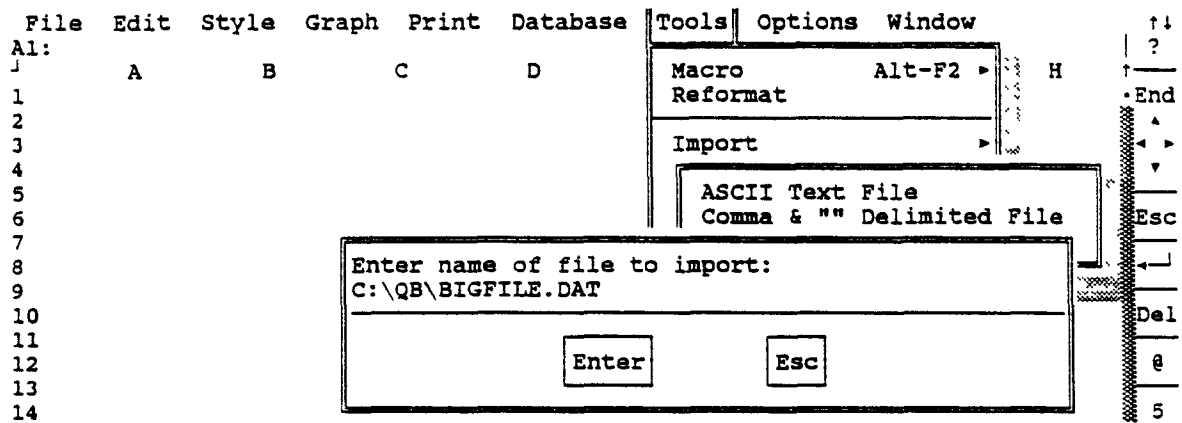 File Edit Style Graph Print Database Tools Options Window ↑↓
A1: ?
A B C D Macro Alt-F2 ► H
1 Reformat End
2
3 Import ►
4
5 ASCII Text File
6 Comma & "" Delimited File Esc
7
8 Enter name of file to import:
9 C:\QB\BIGFILE.DAT
10 Del
11
12 Enter Esc @
13
14 5